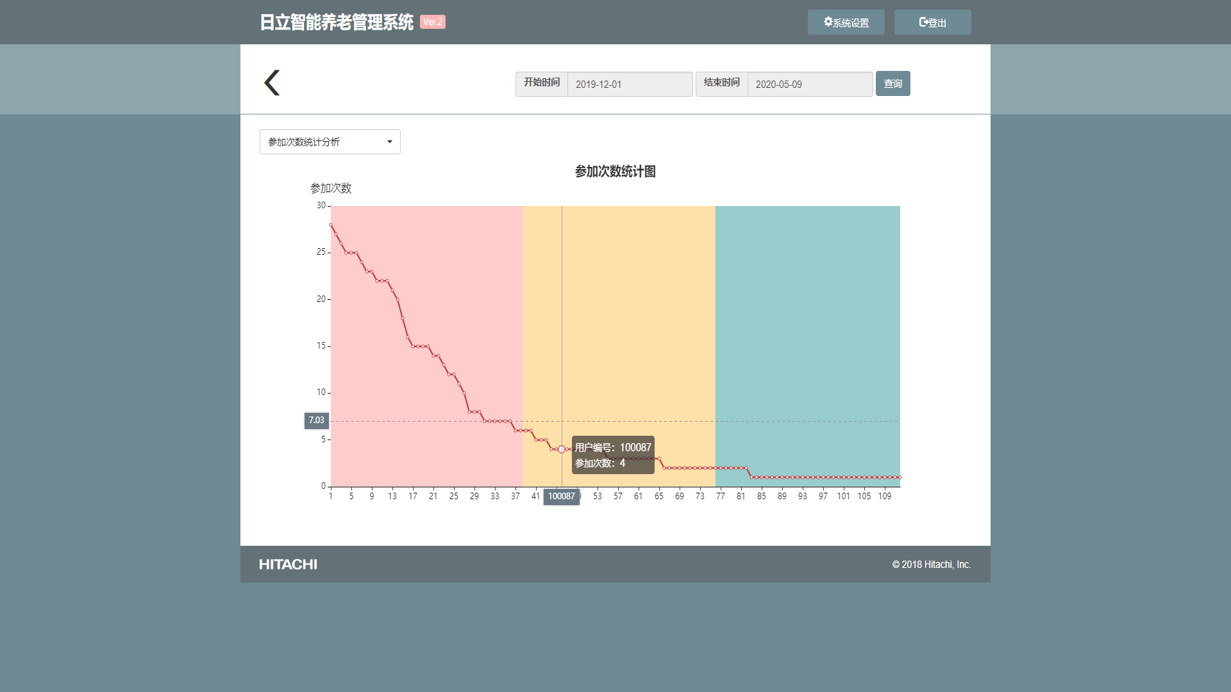 日立智能养老管理系统 Ver.2
系统设置 登出
开始时间 2019-12-01 结束时间 2020-05-09 查询
参加次数统计分析
参加次数统计图
参加次数
30
25
20
15
10
7.03
5
用户编号：100087
参加次数：4
0
1 5 9 13 17 21 25 29 33 37 41 100087 53 57 61 65 69 73 77 81 85 89 93 97 101 105 109
HITACHI © 2018 Hitachi, Inc.